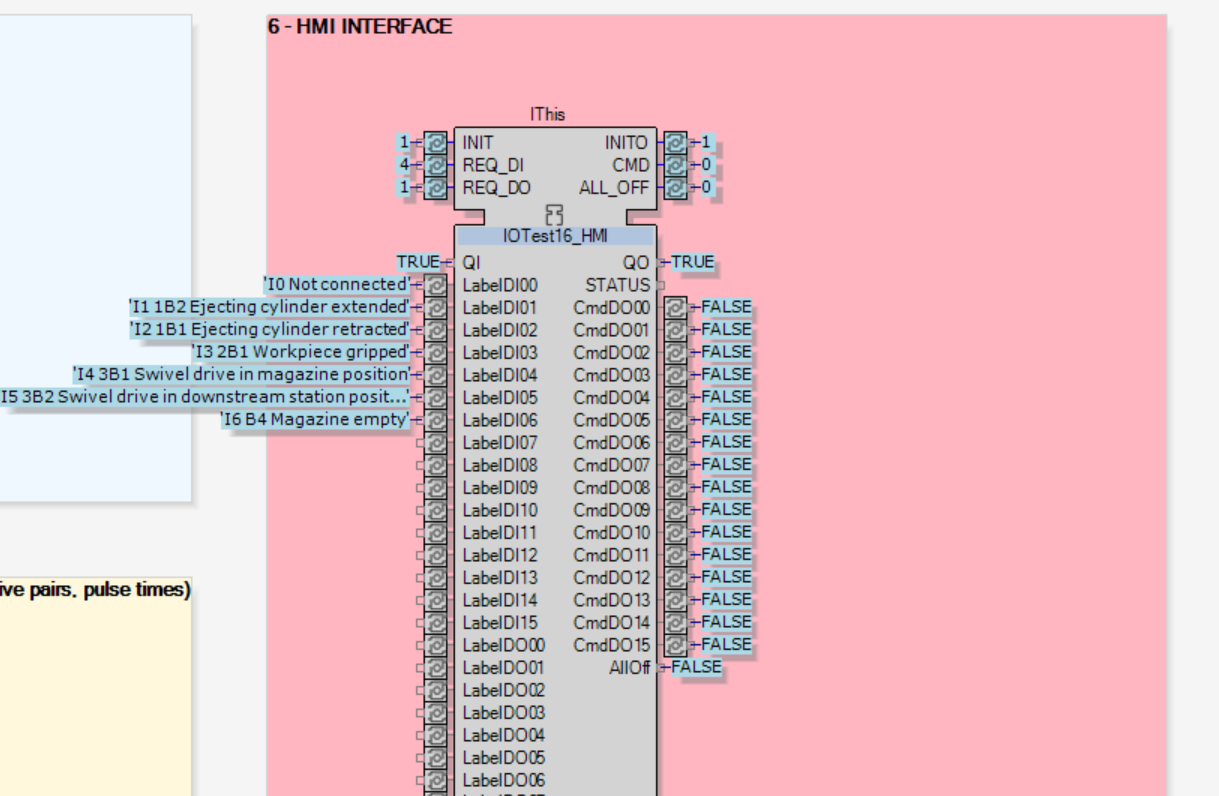 6 - HMI INTERFACE
IThis
1 INIT INITO 1
4 REQ_DI CMD 0
1 REQ_DO ALL_OFF 0
IOTest16_HMI
TRUE QI QO TRUE
'I0 Not connected' LabelDI00 STATUS
'I1 1B2 Ejecting cylinder extended' LabelDI01 CmdDO00 FALSE
'I2 1B1 Ejecting cylinder retracted' LabelDI02 CmdDO01 FALSE
'I3 2B1 Workpiece gripped' LabelDI03 CmdDO02 FALSE
'I4 3B1 Swivel drive in magazine position' LabelDI04 CmdDO03 FALSE
I5 3B2 Swivel drive in downstream station posit...' LabelDI05 CmdDO04 FALSE
'I6 B4 Magazine empty' LabelDI06 CmdDO05 FALSE
LabelDI07 CmdDO06 FALSE
LabelDI08 CmdDO07 FALSE
LabelDI09 CmdDO08 FALSE
LabelDI10 CmdDO09 FALSE
LabelDI11 CmdDO10 FALSE
LabelDI12 CmdDO11 FALSE
LabelDI13 CmdDO12 FALSE
ive pairs, pulse times)
LabelDI14 CmdDO13 FALSE
LabelDI15 CmdDO14 FALSE
LabelDO00 CmdDO15 FALSE
LabelDO01 AllOff FALSE
LabelDO02
LabelDO03
LabelDO04
LabelDO05
LabelDO06